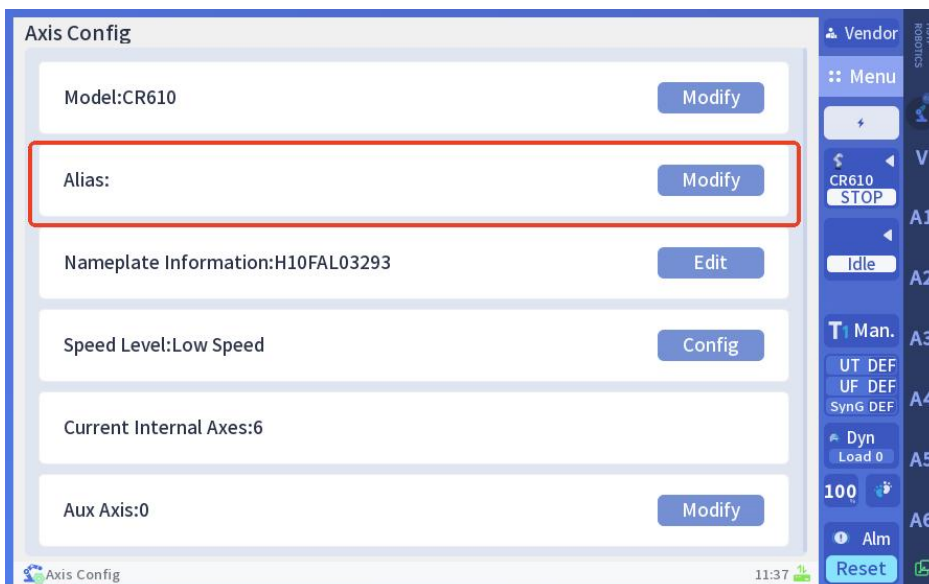 Axis Config
Model:CR610
Modify
Alias:
Modify
Nameplate Information:H10FAL03293
Edit
Speed Level:Low Speed
Config
Current Internal Axes:6
Aux Axis:0
Modify
Axis Config
11:37
Vendor
Menu
CR610
STOP
Idle
T1 Man.
UT DEF
UF DEF
SynG DEF
Dyn
Load 0
100
%
Alm
Reset
ROBOTICS
V
A1
A2
A3
A4
A5
A6